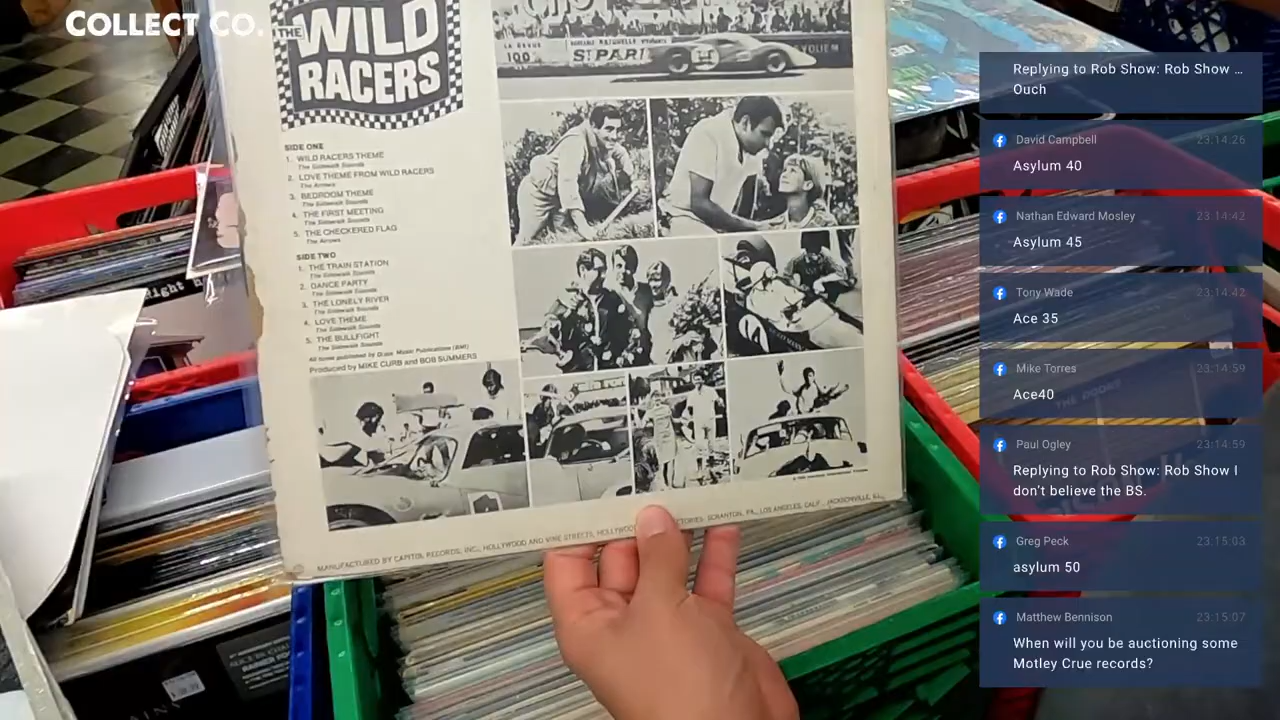 COLLECT CO.
THE
WILD
RACERS
SIDE ONE
1. WILD RACERS THEME
The Sidewalk Sounds
2. LOVE THEME FROM WILD RACERS
The Arrows
3. BEDROOM THEME
The Sidewalk Sounds
4. THE FIRST MEETING
The Sidewalk Sounds
5. THE CHECKERED FLAG
The Arrows
SIDE TWO
1. THE TRAIN STATION
The Sidewalk Sounds
2. DANCE PARTY
The Sidewalk Sounds
3. THE LONELY RIVER
The Sidewalk Sounds
4. LOVE THEME
The Sidewalk Sounds
5. THE BULLFIGHT
The Sidewalk Sounds
Produced by MIKE CURB and BOB SUMMERS
MANUFACTURED BY CAPITOL RECORDS, INC., HOLLYWOOD AND VINE STREETS, HOLLYWOOD
SCRANTON, PA., LOS ANGELES, CALIF., JACKSONVILLE, ILL.
LA REVUE
100
Replying to Rob Show: Rob Show …
Ouch
David Campbell 23:14:26
Asylum 40
Nathan Edward Mosley 23:14:42
Asylum 45
Tony Wade 23:14:42
Ace 35
Mike Torres 23:14:59
Ace40
Paul Ogley 23:14:59
Replying to Rob Show: Rob Show I
don't believe the BS.
Greg Peck 23:15:03
asylum 50
Matthew Bennison 23:15:07
When will you be auctioning some
Motley Crue records?